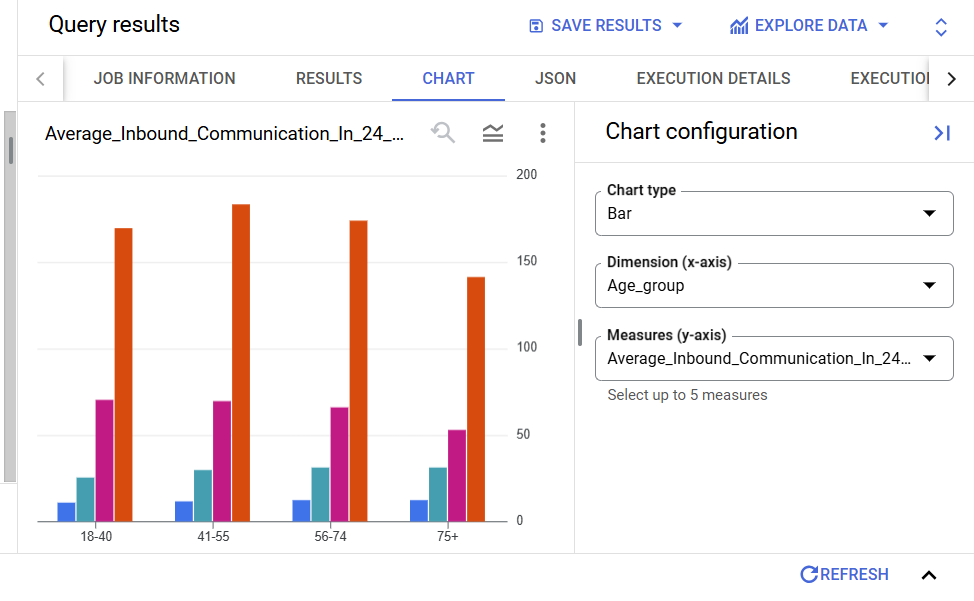 Query results
SAVE RESULTS
EXPLORE DATA
JOB INFORMATION
RESULTS
CHART
JSON
EXECUTION DETAILS
EXECUTION
Average_Inbound_Communication_In_24_...
200
150
100
50
0
18-40
41-55
56-74
75+
Chart configuration
Chart type
Bar
Dimension (x-axis)
Age_group
Measures (y-axis)
Average_Inbound_Communication_In_24...
Select up to 5 measures
REFRESH